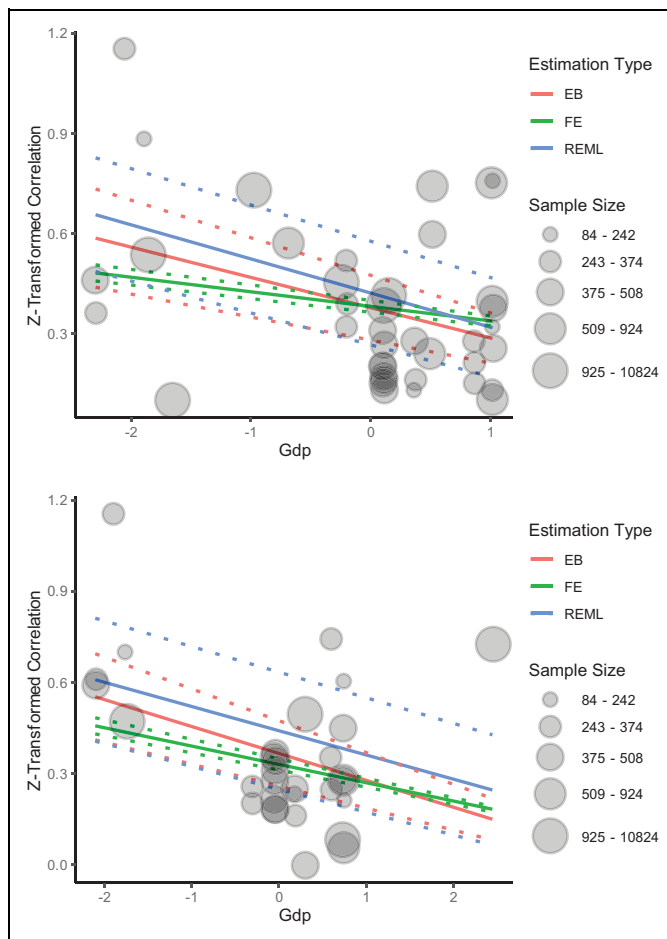 1.2
0.9
0.6
0.3
Z-Transformed Correlation
-2
-1
0
1
Gdp
Estimation Type
EB
FE
REML
Sample Size
84 - 242
243 - 374
375 - 508
509 - 924
925 - 10824
1.2
0.9
0.6
0.3
0.0
Z-Transformed Correlation
-2
-1
0
1
2
Gdp
Estimation Type
EB
FE
REML
Sample Size
84 - 242
243 - 374
375 - 508
509 - 924
925 - 10824